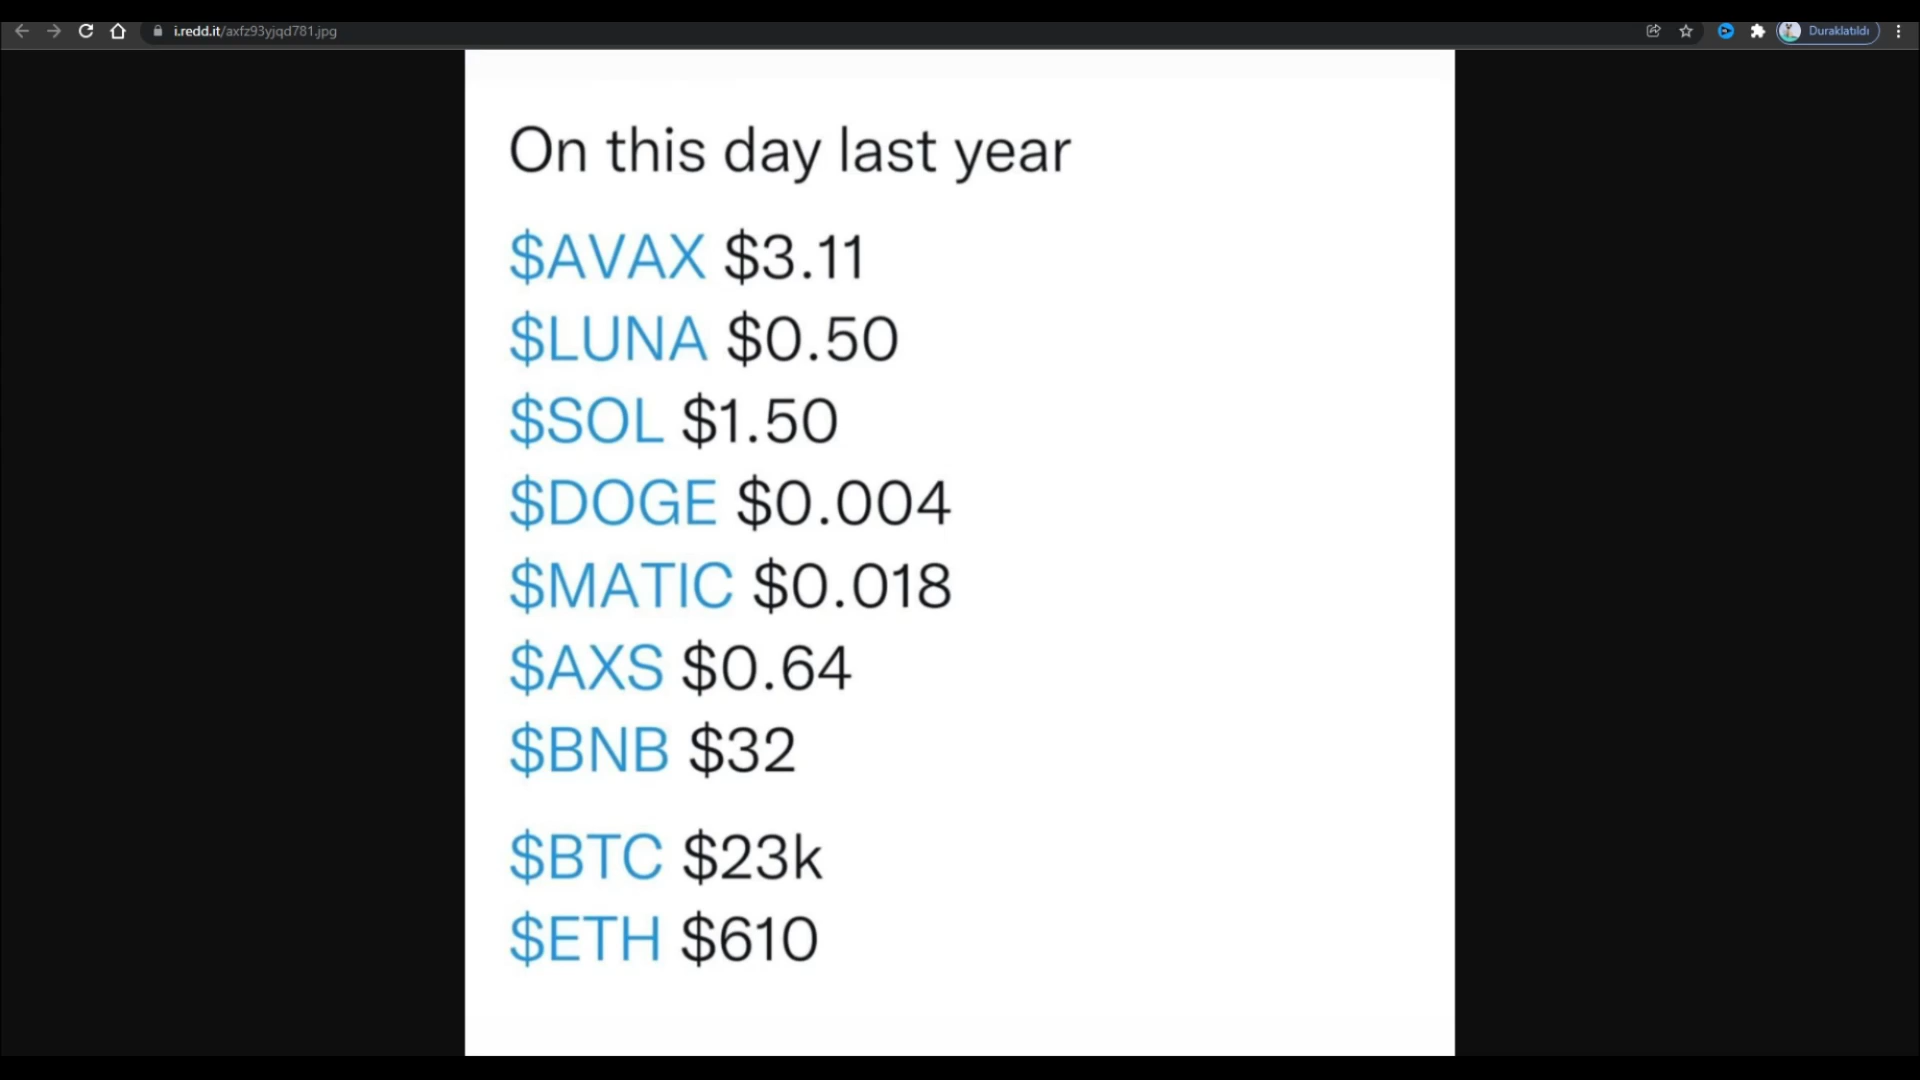 i.redd.it/axfz93yjqd781.jpg
Duraklatıldı
On this day last year
$AVAX $3.11
$LUNA $0.50
$SOL $1.50
$DOGE $0.004
$MATIC $0.018
$AXS $0.64
$BNB $32
$BTC $23k
$ETH $610